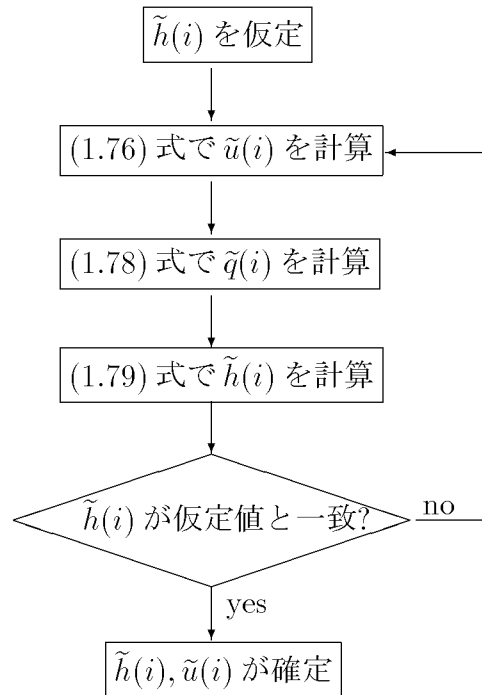 h̃(i) を仮定
(1.76) 式で ũ(i) を計算
(1.78) 式で q̃(i) を計算
(1.79) 式で h̃(i) を計算
h̃(i) が仮定値と一致?
no
yes
h̃(i), ũ(i) が確定